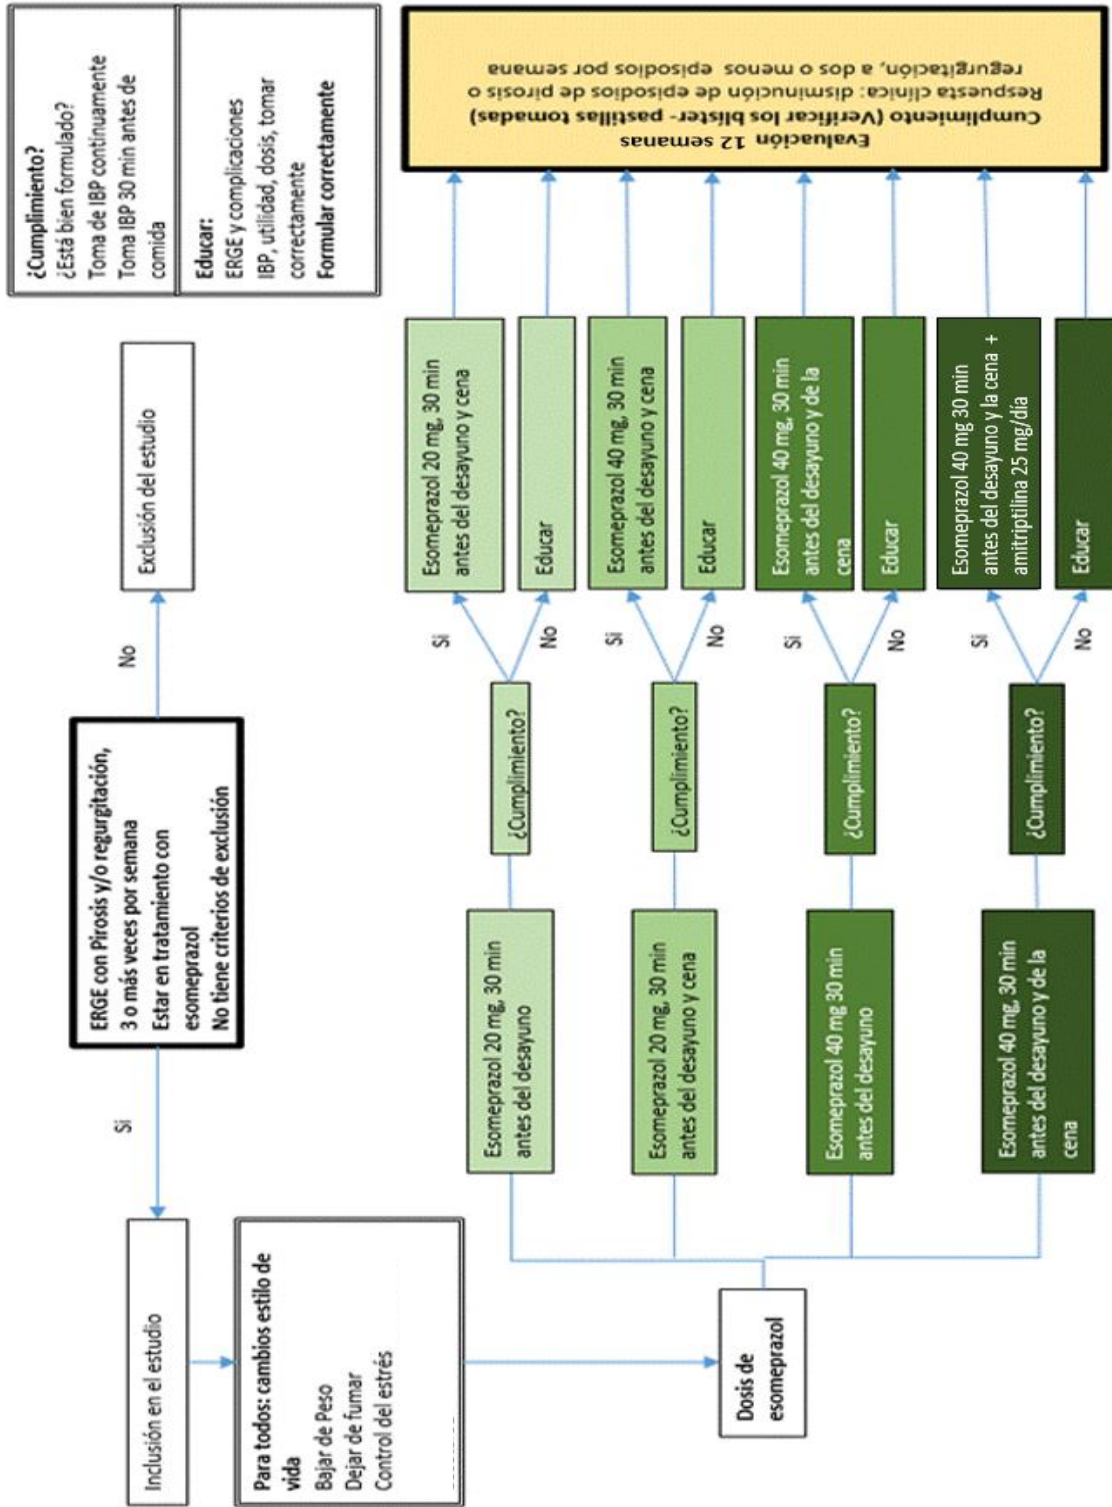 ERGE con Pirosis y/o regurgitación,
3 o más veces por semana
Estar en tratamiento con
esomeprazol
No tiene criterios de exclusión
Si
No
Inclusión en el estudio
Exclusión del estudio
¿Cumplimiento?
¿Está bien formulado?
Toma de IBP continuamente
Toma IBP 30 min antes de
comida
Educar:
ERGE y complicaciones
IBP, utilidad, dosis, tomar
correctamente
Formular correctamente
Para todos: cambios estilo de
vida
Bajar de Peso
Dejar de fumar
Control del estrés
Dosis de
esomeprazol
Esomeprazol 20 mg, 30 min
antes del desayuno
¿Cumplimiento?
Si
No
Esomeprazol 20 mg, 30 min
antes del desayuno y cena
Educar
Esomeprazol 20 mg, 30 min
antes del desayuno y cena
¿Cumplimiento?
Si
No
Esomeprazol 40 mg, 30 min
antes del desayuno y cena
Educar
Esomeprazol 40 mg 30 min
antes del desayuno
¿Cumplimiento?
Si
No
Esomeprazol 40 mg, 30 min
antes del desayuno y de la
cena
Educar
Esomeprazol 40 mg, 30 min
antes del desayuno y de la
cena
¿Cumplimiento?
Si
No
Esomeprazol 40 mg 30 min
antes del desayuno y la cena +
amitriptilina 25 mg/día
Educar
Evaluación 12 semanas
Cumplimiento (Verificar los blíster- pastillas tomadas)
Respuesta clínica: disminución de episodios de pirosis o
regurgitación, a dos o menos episodios por semana